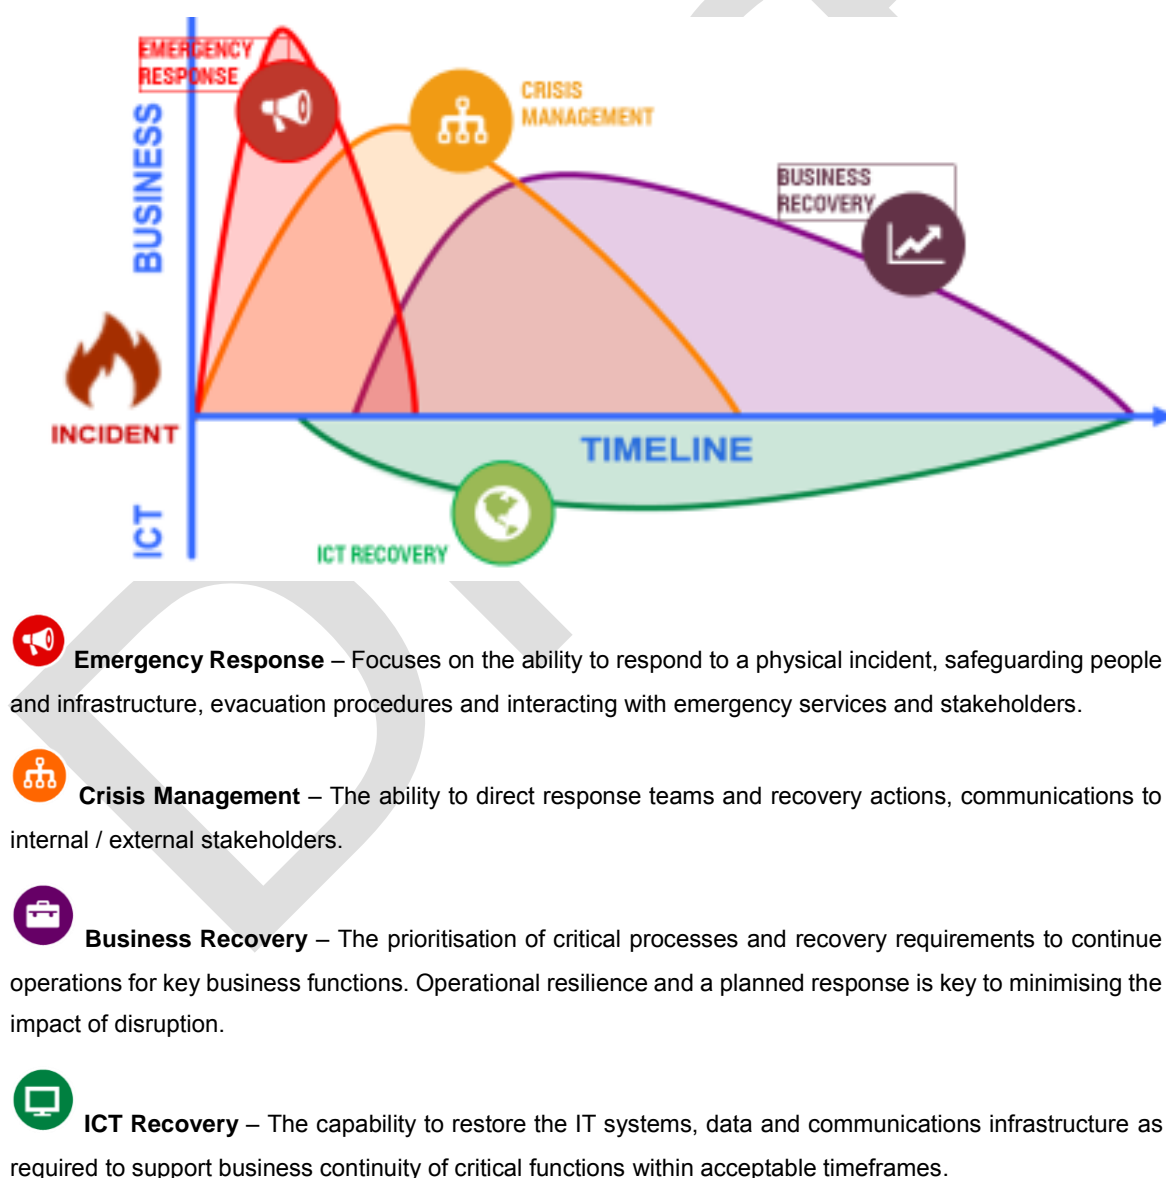 EMERGENCY
RESPONSE
CRISIS
MANAGEMENT
BUSINESS
RECOVERY
BUSINESS
INCIDENT
TIMELINE
ICT
ICT RECOVERY
Emergency Response – Focuses on the ability to respond to a physical incident, safeguarding people
and infrastructure, evacuation procedures and interacting with emergency services and stakeholders.
Crisis Management – The ability to direct response teams and recovery actions, communications to
internal / external stakeholders.
Business Recovery – The prioritisation of critical processes and recovery requirements to continue
operations for key business functions. Operational resilience and a planned response is key to minimising the
impact of disruption.
ICT Recovery – The capability to restore the IT systems, data and communications infrastructure as
required to support business continuity of critical functions within acceptable timeframes.